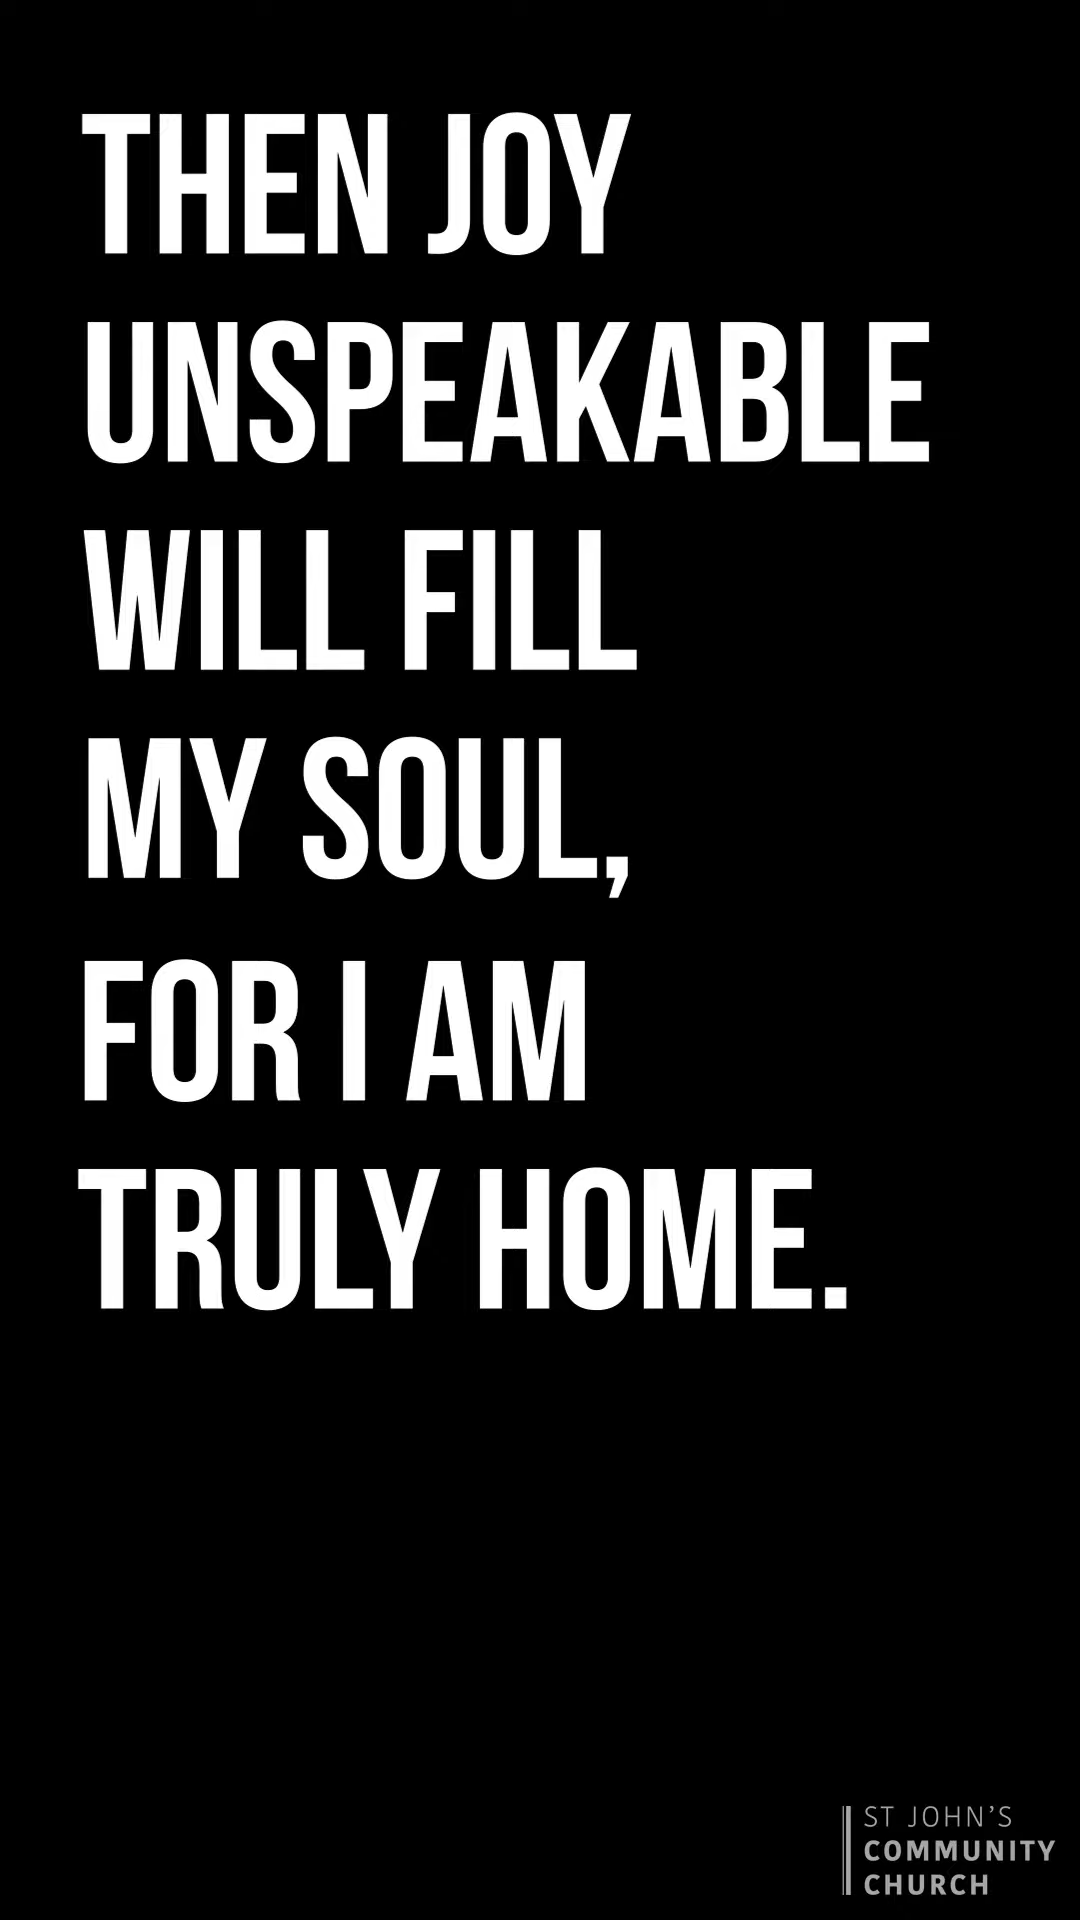 THEN JOY
UNSPEAKABLE
WILL FILL
MY SOUL,
FOR I AM
TRULY HOME.
ST JOHN’S
COMMUNITY
CHURCH